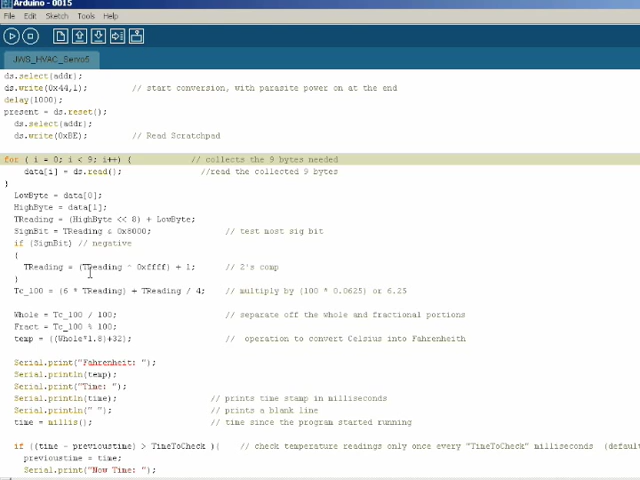 Arduino - 0015
File Edit Sketch Tools Help
JWS_HVAC_Servo5
ds.select(addr);
ds.write(0x44,1); // start conversion, with parasite power on at the end
delay(1000);
present = ds.reset();
ds.select(addr);
ds.write(0xBE); // Read Scratchpad
for ( i = 0; i < 9; i++) { // collects the 9 bytes needed
data[i] = ds.read(); //read the collected 9 bytes
}
LowByte = data[0];
HighByte = data[1];
TReading = (HighByte << 8) + LowByte;
SignBit = TReading & 0x8000; // test most sig bit
if (SignBit) // negative
{
TReading = (TReading ^ 0xffff) + 1; // 2's comp
}
Tc_100 = (6 * TReading) + TReading / 4; // multiply by (100 * 0.0625) or 6.25
Whole = Tc_100 / 100; // separate off the whole and fractional portions
Fract = Tc_100 % 100;
temp = ((Whole*1.8)+32); // operation to convert Celsius into Fahrenheith
Serial.print("Fahrenheit: ");
Serial.println(temp);
Serial.print("Time: ");
Serial.println(time); // prints time stamp in milliseconds
Serial.println(" "); // prints a blank line
time = millis(); // time since the program started running
if ((time - previoustime) > TimeToCheck ){ // check temperature readings only once every "TimeToCheck" milliseconds (defaul
previoustime = time;
Serial.print("Now Time: ");